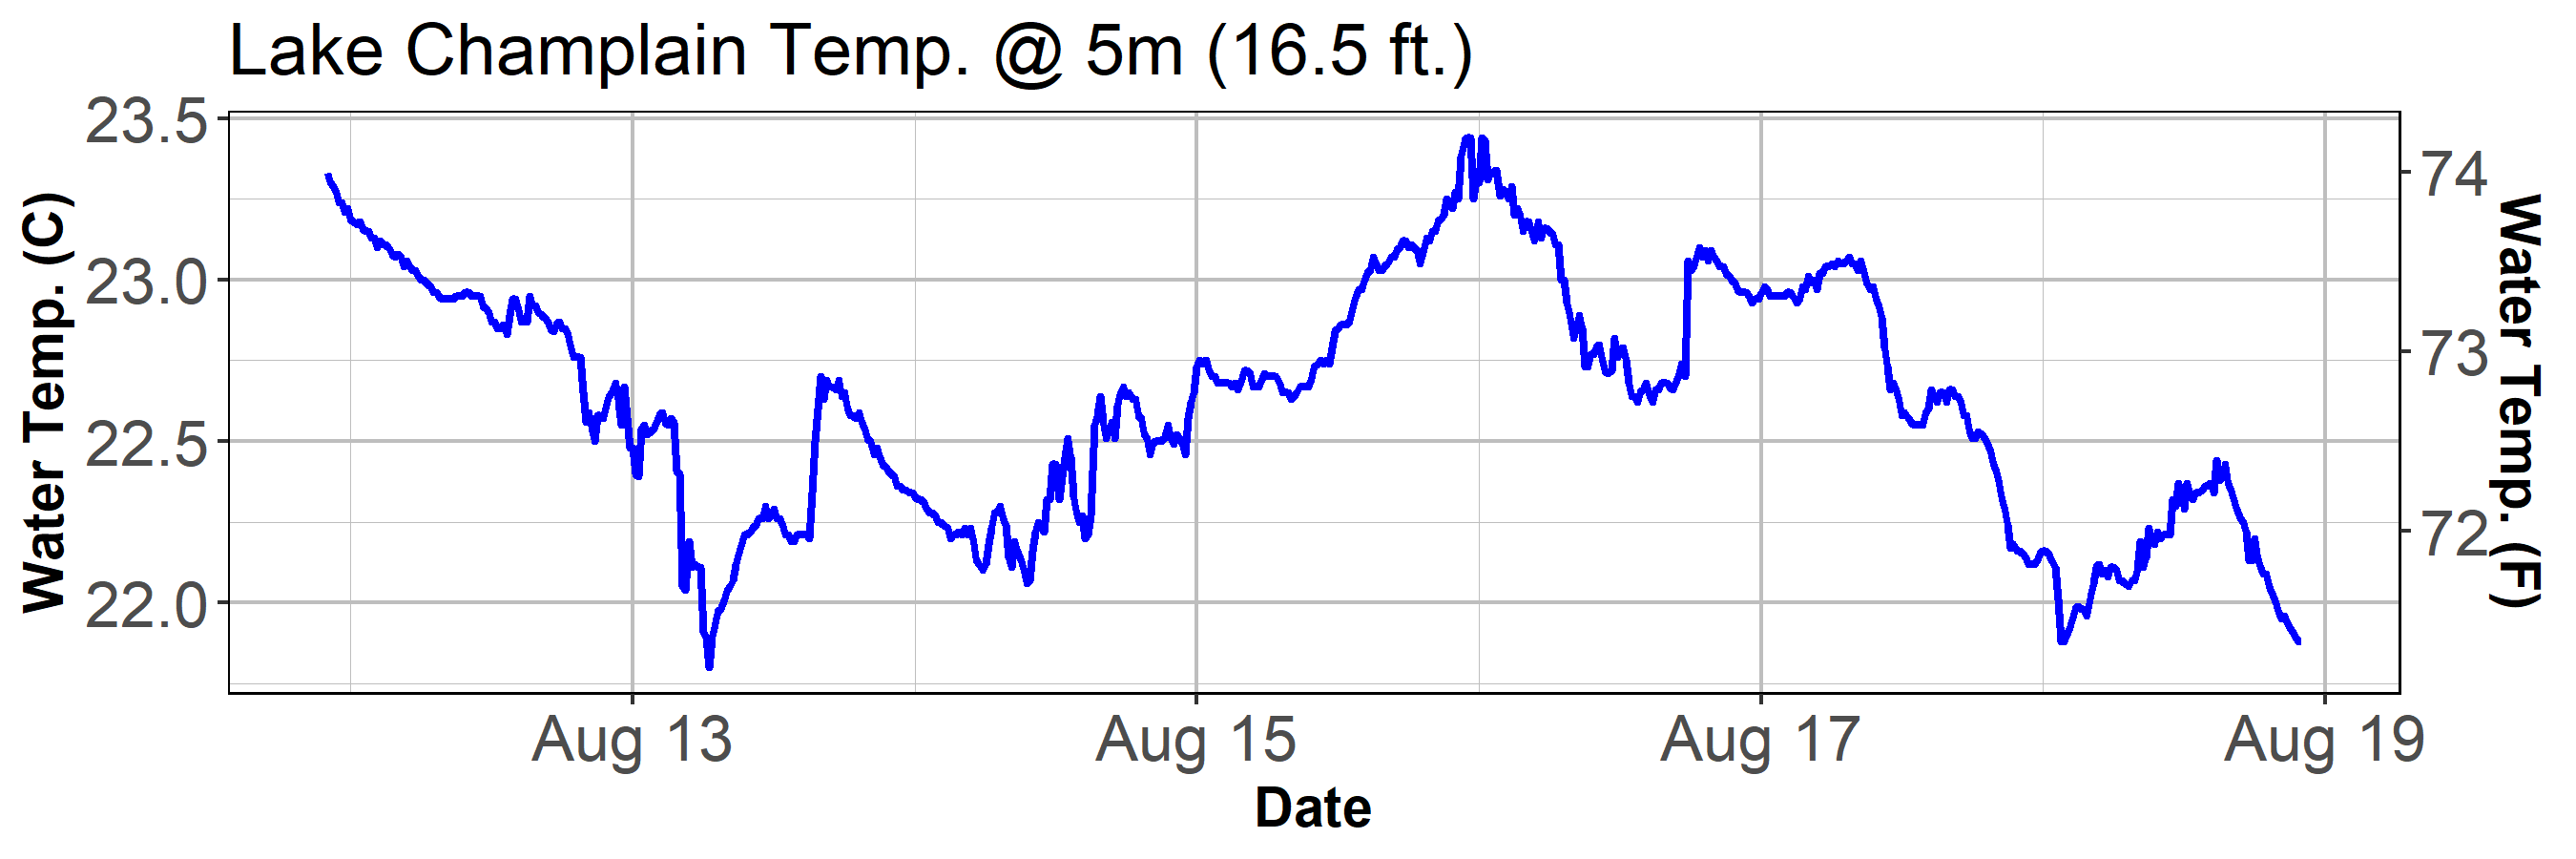 Lake Champlain Temp. @ 5m (16.5 ft.)
23.5
23.0
22.5
22.0
Water Temp. (C)
74
73
72
Water Temp. (F)
Aug 13 Aug 15 Aug 17 Aug 19
Date